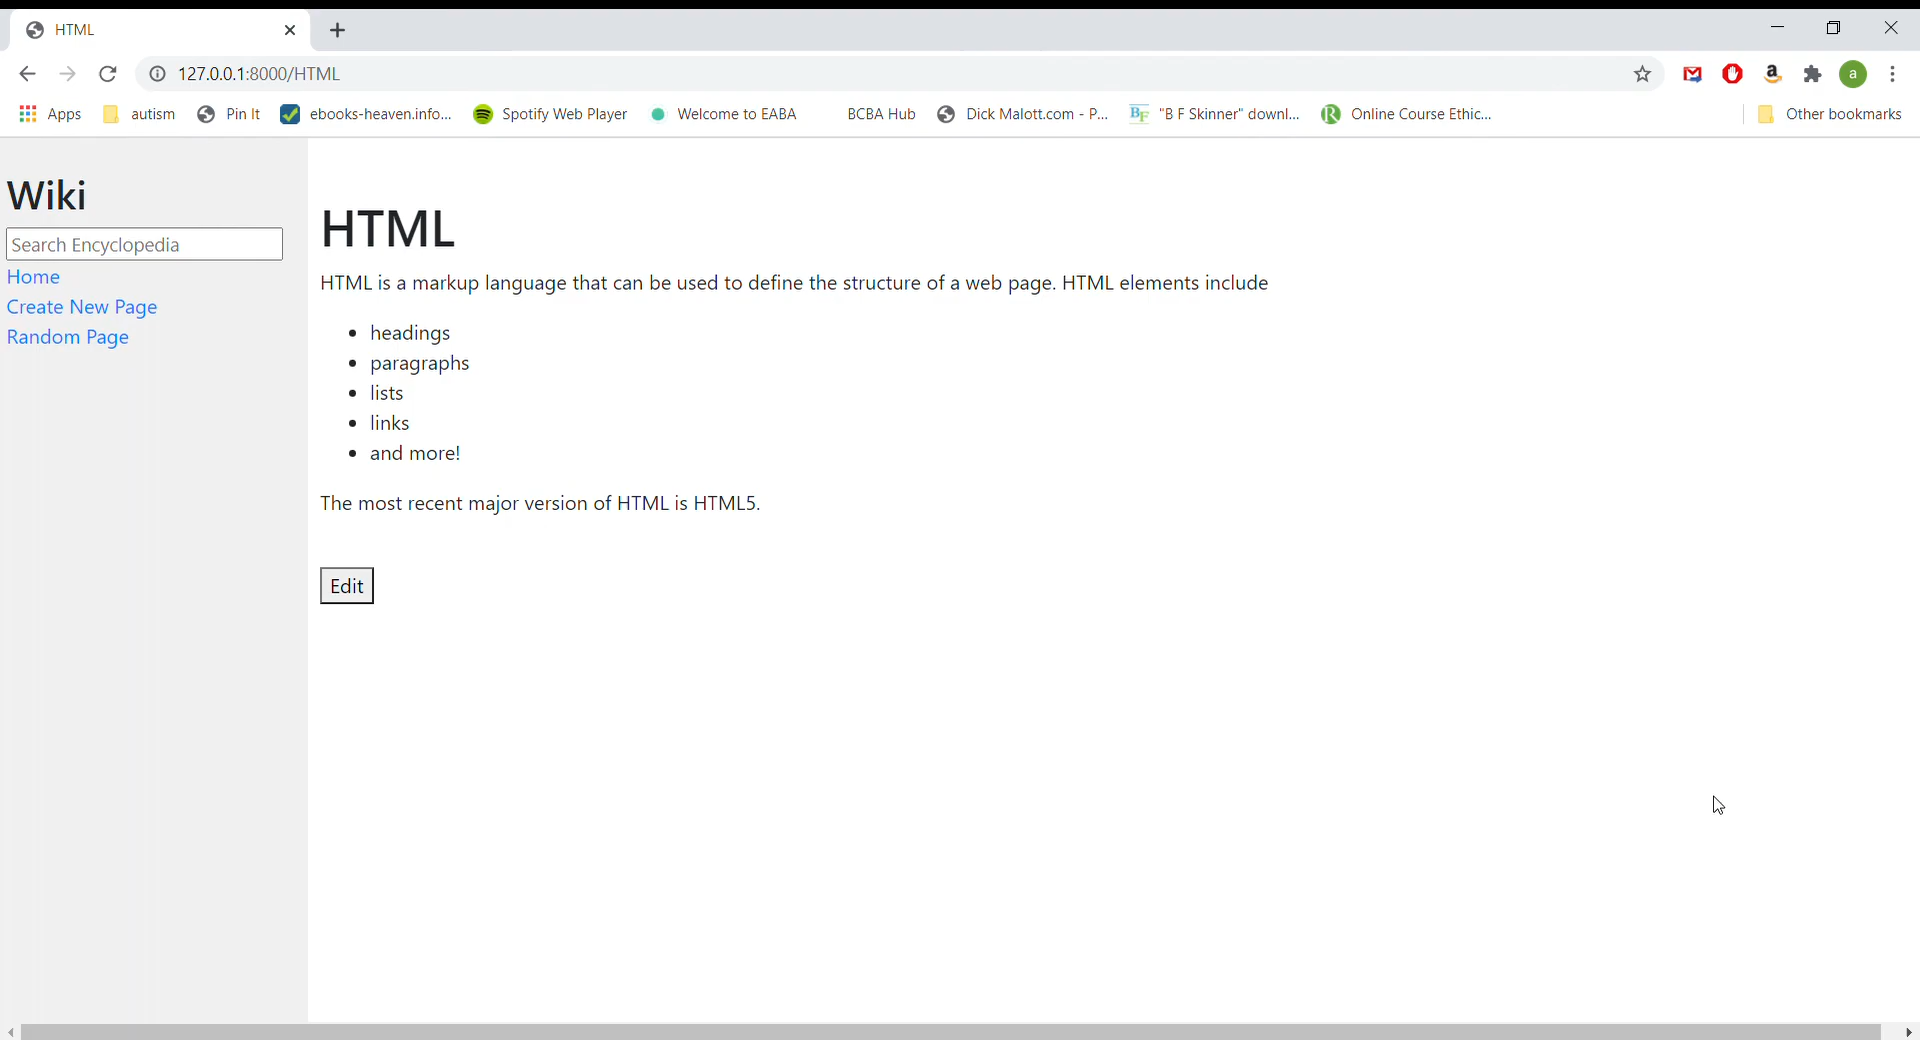 HTML
127.0.0.1:8000/HTML
a
a
Apps
autism
Pin It
ebooks-heaven.info...
Spotify Web Player
Welcome to EABA
BCBA Hub
Dick Malott.com - P...
BF
"B F Skinner" downl...
R
Online Course Ethic...
Other bookmarks
Wiki
Search Encyclopedia
Home
Create New Page
Random Page
HTML
HTML is a markup language that can be used to define the structure of a web page. HTML elements include
headings
paragraphs
lists
links
and more!
The most recent major version of HTML is HTML5.
Edit